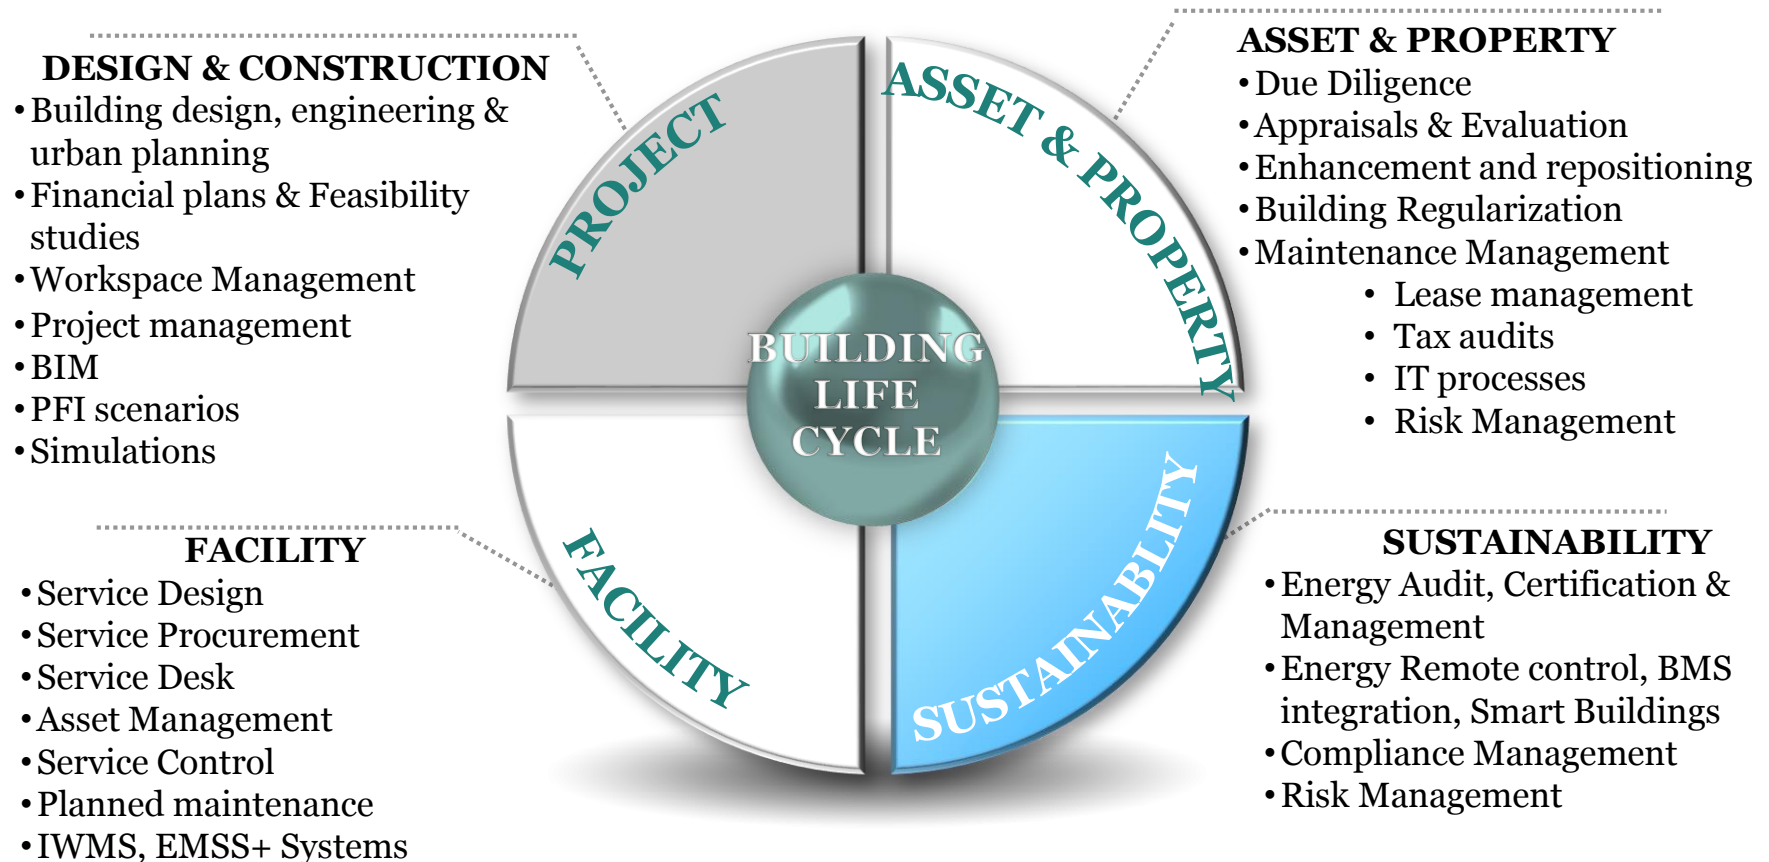 DESIGN & CONSTRUCTION
•Building design, engineering &
urban planning
•Financial plans & Feasibility
studies
•Workspace Management
•Project management
•BIM
•PFI scenarios
•Simulations
PROJECT
ASSET & PROPERTY
ASSET & PROPERTY
•Due Diligence
•Appraisals & Evaluation
•Enhancement and repositioning
•Building Regularization
•Maintenance Management
• Lease management
• Tax audits
• IT processes
• Risk Management
BUILDING
LIFE
CYCLE
FACILITY
•Service Design
•Service Procurement
•Service Desk
•Asset Management
•Service Control
•Planned maintenance
•IWMS, EMSS+ Systems
FACILITY
SUSTAINABLITY
SUSTAINABILITY
•Energy Audit, Certification &
Management
•Energy Remote control, BMS
integration, Smart Buildings
•Compliance Management
•Risk Management